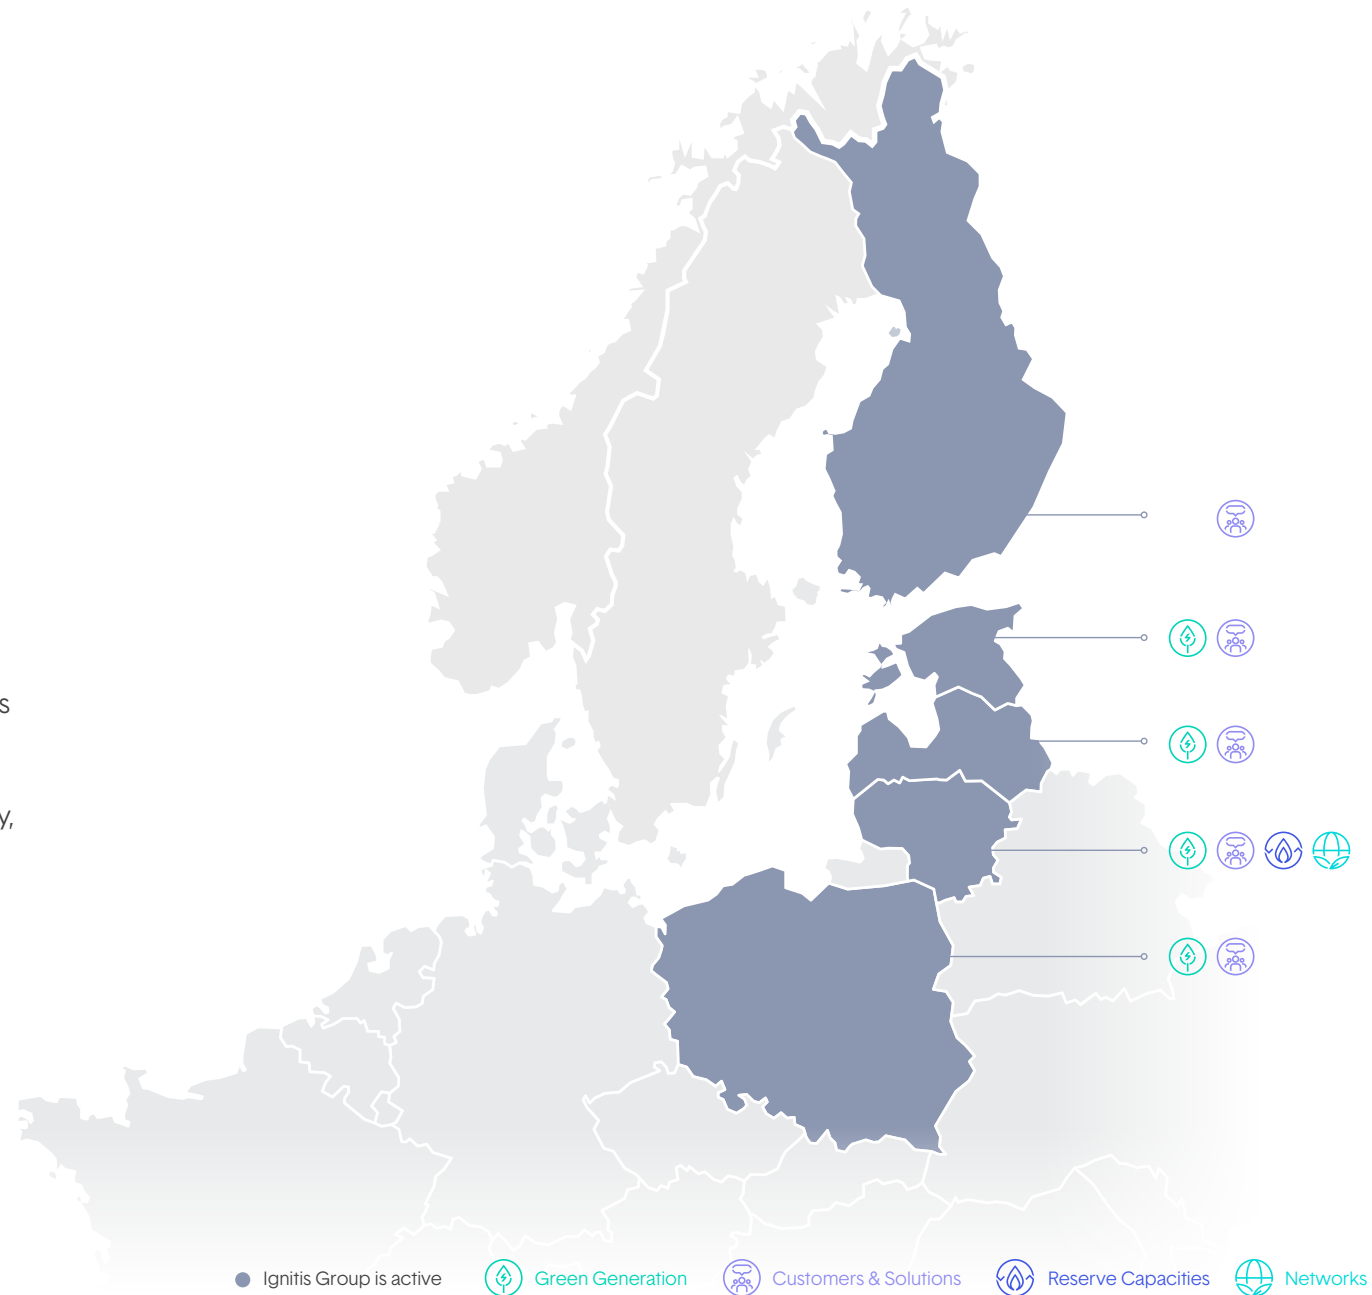 s
y,
Ignitis Group is active
Green Generation
Customers & Solutions
Reserve Capacities
Networks